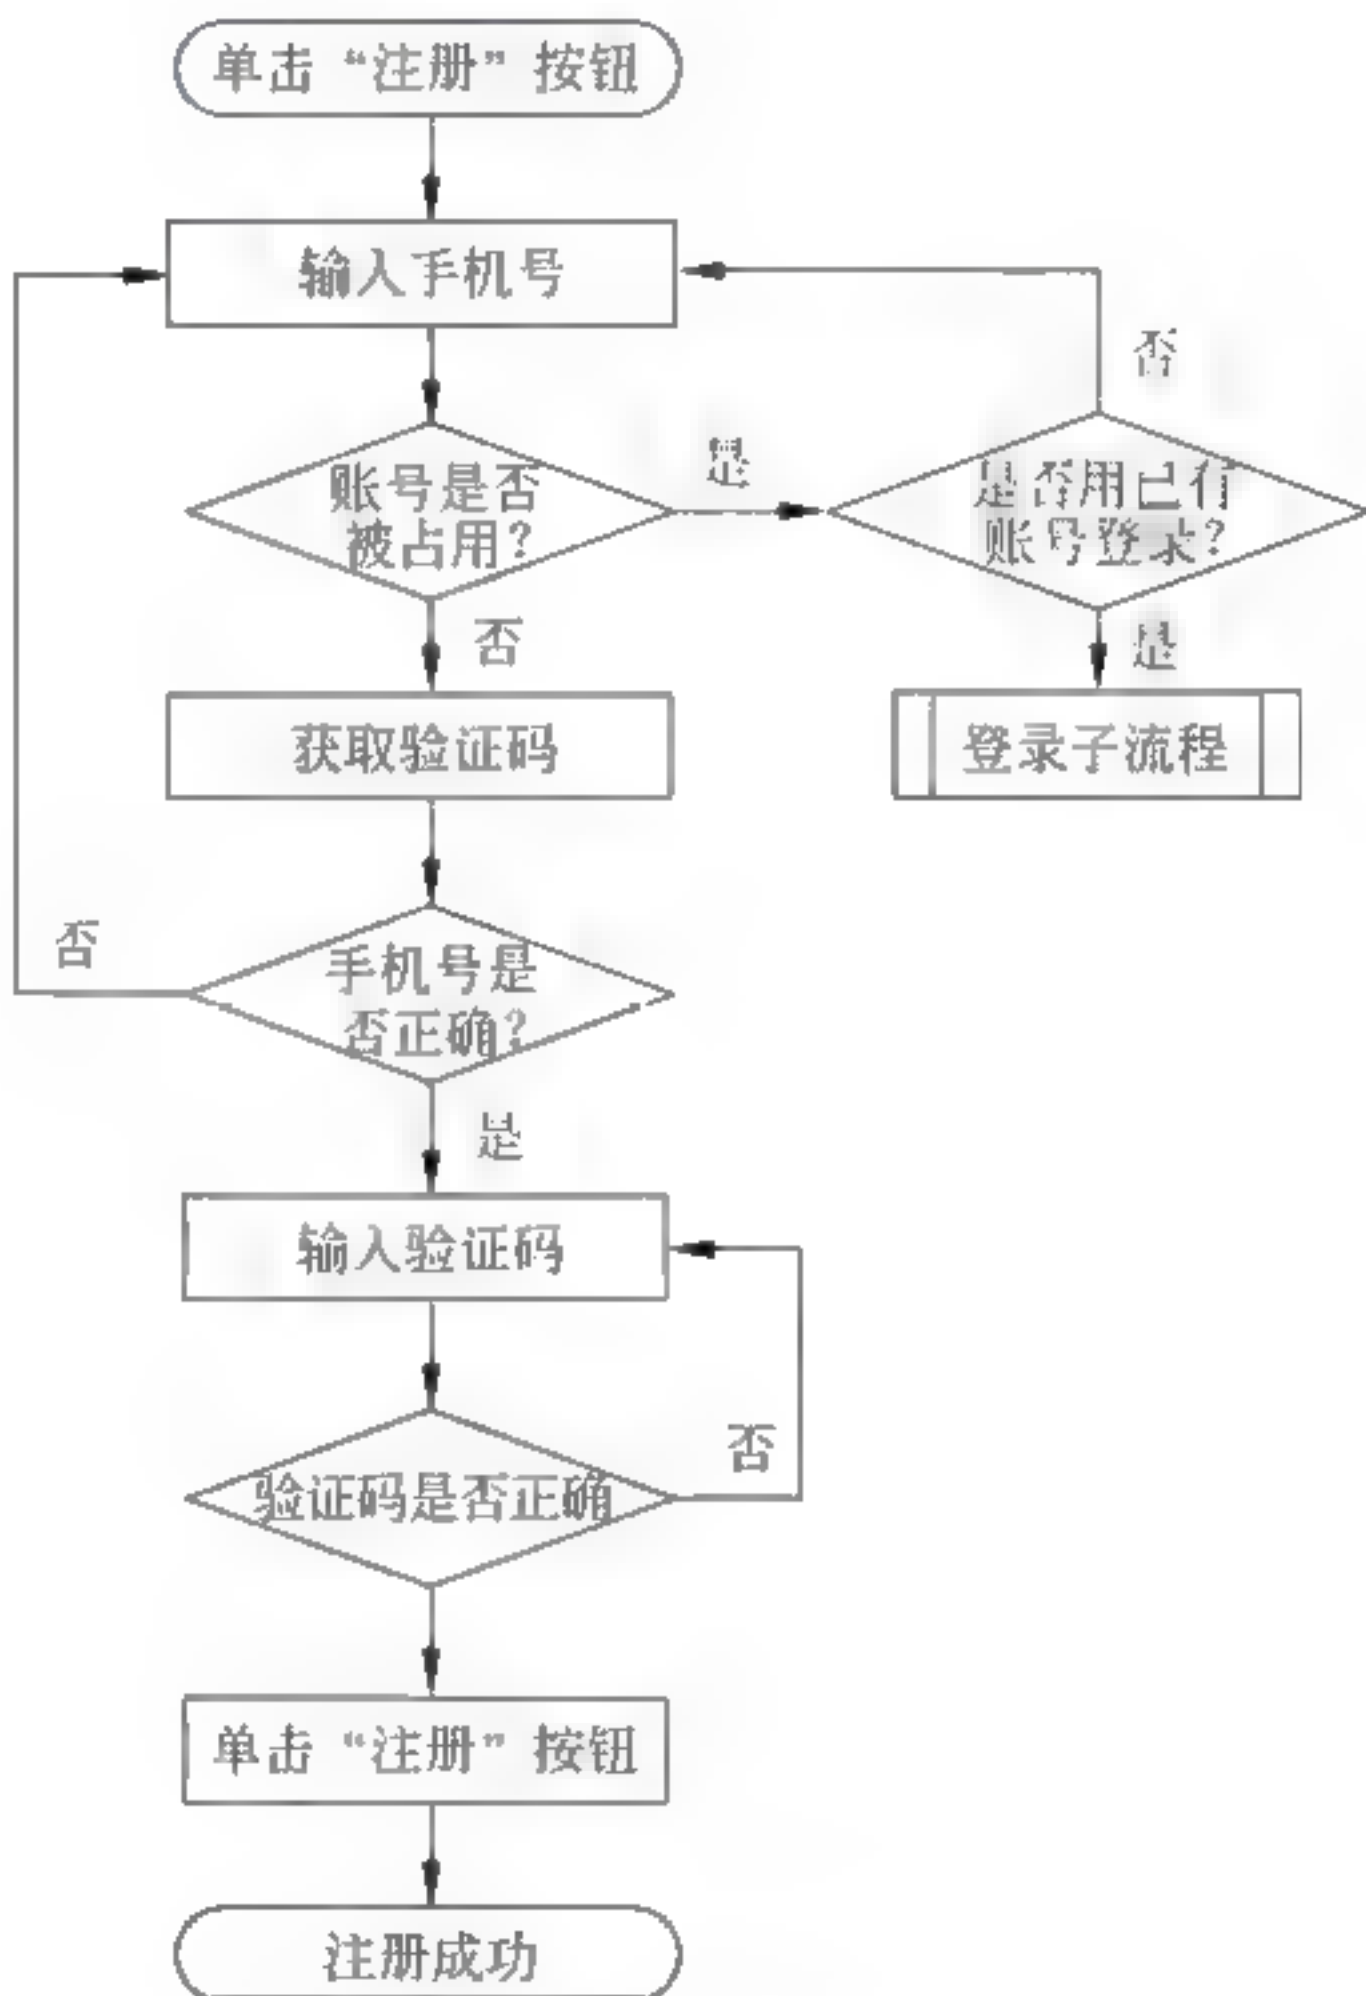 单击“注册”按钮
输入手机号
否
账号是否
被占用？
是
是否用已有
账号登录？
否
是
获取验证码
登录子流程
否
手机号是
否正确？
是
输入验证码
否
验证码是否正确
单击“注册”按钮
注册成功